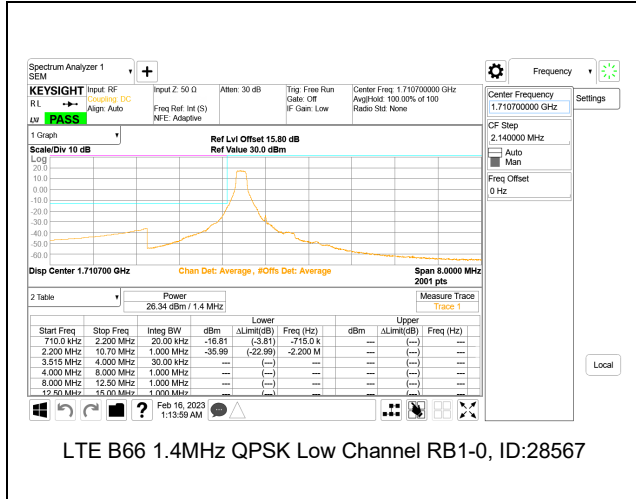 Spectrum Analyzer 1
SEM
+
Frequency
KEYSIGHT
RL
LXI PASS
Input: RF
Coupling: DC
Align: Auto
Input Z: 50 Ω
Freq Ref: Int (S)
NFE: Adaptive
Atten: 30 dB
Trig: Free Run
Gate: Off
IF Gain: Low
Center Freq: 1.710700000 GHz
Avg|Hold: 100.00% of 100
Radio Std: None
Center Frequency
1.710700000 GHz
Settings
CF Step
2.140000 MHz
Auto
Man
Freq Offset
0 Hz
Local
1 Graph
Scale/Div 10 dB
Ref Lvl Offset 15.80 dB
Ref Value 30.0 dBm
Log
20.0
10.0
0.00
-10.0
-20.0
-30.0
-40.0
-50.0
-60.0
Disp Center 1.710700 GHz
Chan Det: Average , #Offs Det: Average
Span 8.0000 MHz
2001 pts
2 Table
Power
26.34 dBm / 1.4 MHz
Measure Trace
Trace 1
Lower Upper
Start Freq Stop Freq Integ BW dBm ΔLimit(dB) Freq (Hz) dBm ΔLimit(dB) Freq (Hz)
710.0 kHz 2.200 MHz 20.00 kHz -16.81 (-3.81) -715.0 k --- (---) ---
2.200 MHz 10.70 MHz 1.000 MHz -35.99 (-22.99) -2.200 M --- (---) ---
3.515 MHz 4.000 MHz 30.00 kHz --- (---) --- --- (---) ---
4.000 MHz 8.000 MHz 1.000 MHz --- (---) --- --- (---) ---
8.000 MHz 12.50 MHz 1.000 MHz --- (---) --- --- (---) ---
12.50 MHz 15.00 MHz 1.000 MHz --- (---) --- --- (---) ---
?
Feb 16, 2023
1:13:59 AM
LTE B66 1.4MHz QPSK Low Channel RB1-0, ID:28567